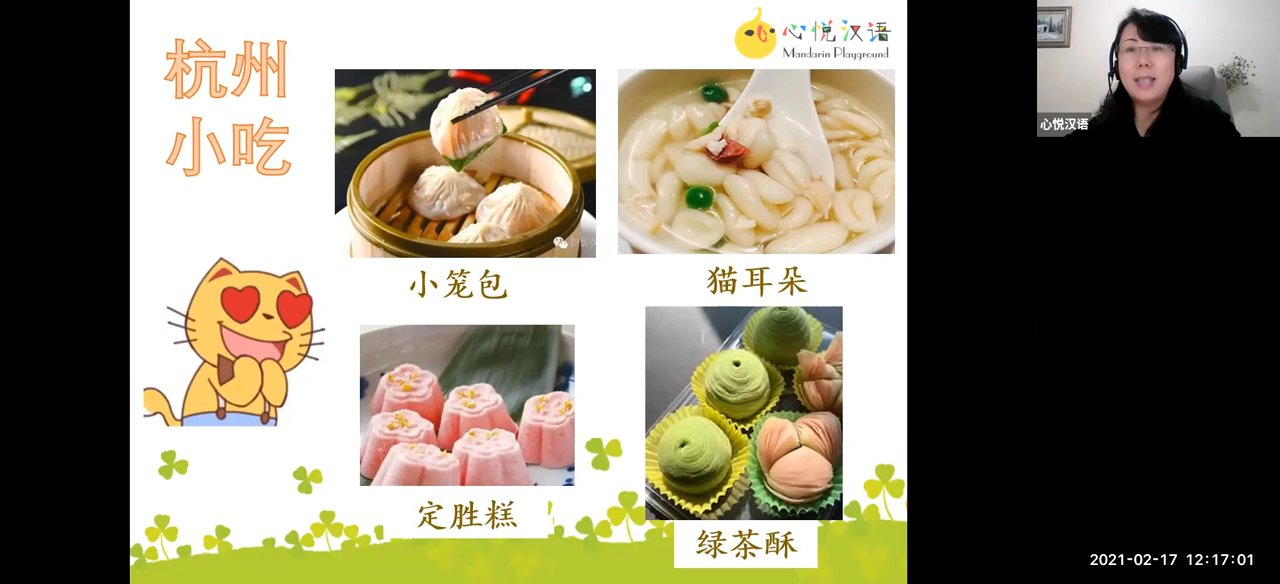 杭州
小吃
心悦汉语
Mandarin Playground
心悦汉语
小笼包
猫耳朵
定胜糕
绿茶酥
2021-02-17 12:17:01